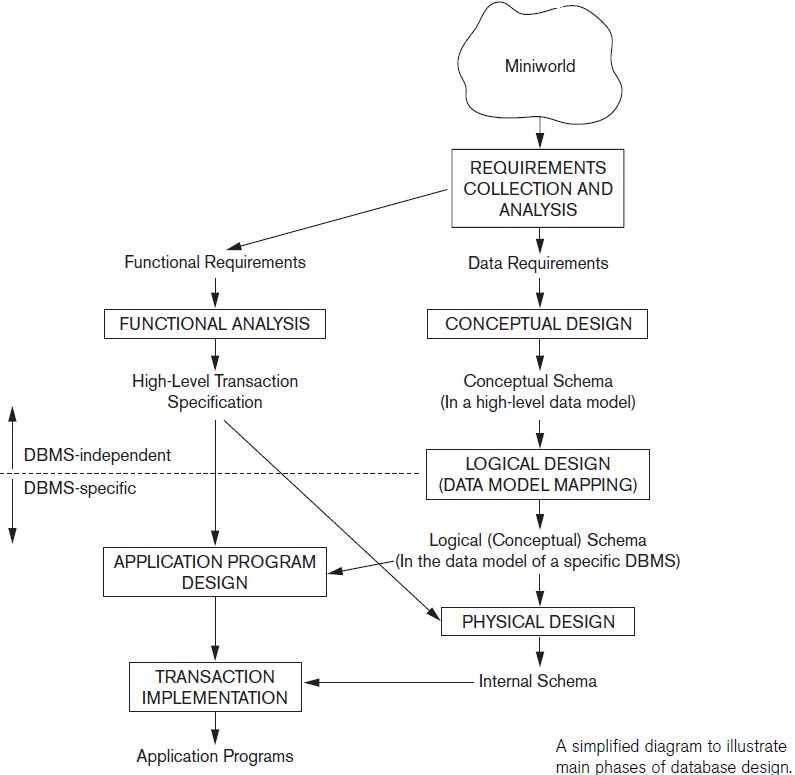 Miniworld
REQUIREMENTS
COLLECTION AND
ANALYSIS
Functional Requirements
Data Requirements
FUNCTIONAL ANALYSIS
CONCEPTUAL DESIGN
High-Level Transaction
Specification
Conceptual Schema
(In a high-level data model)
DBMS-independent
DBMS-specific
LOGICAL DESIGN
(DATA MODEL MAPPING)
Logical (Conceptual) Schema
(In the data model of a specific DBMS)
APPLICATION PROGRAM
DESIGN
PHYSICAL DESIGN
TRANSACTION
IMPLEMENTATION
Internal Schema
Application Programs
A simplified diagram to illustrate
main phases of database design.